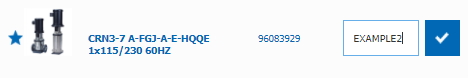 CRN3-7 A-FGJ-A-E-HQQE
1x115/230 60HZ
96083929
EXAMPLE2